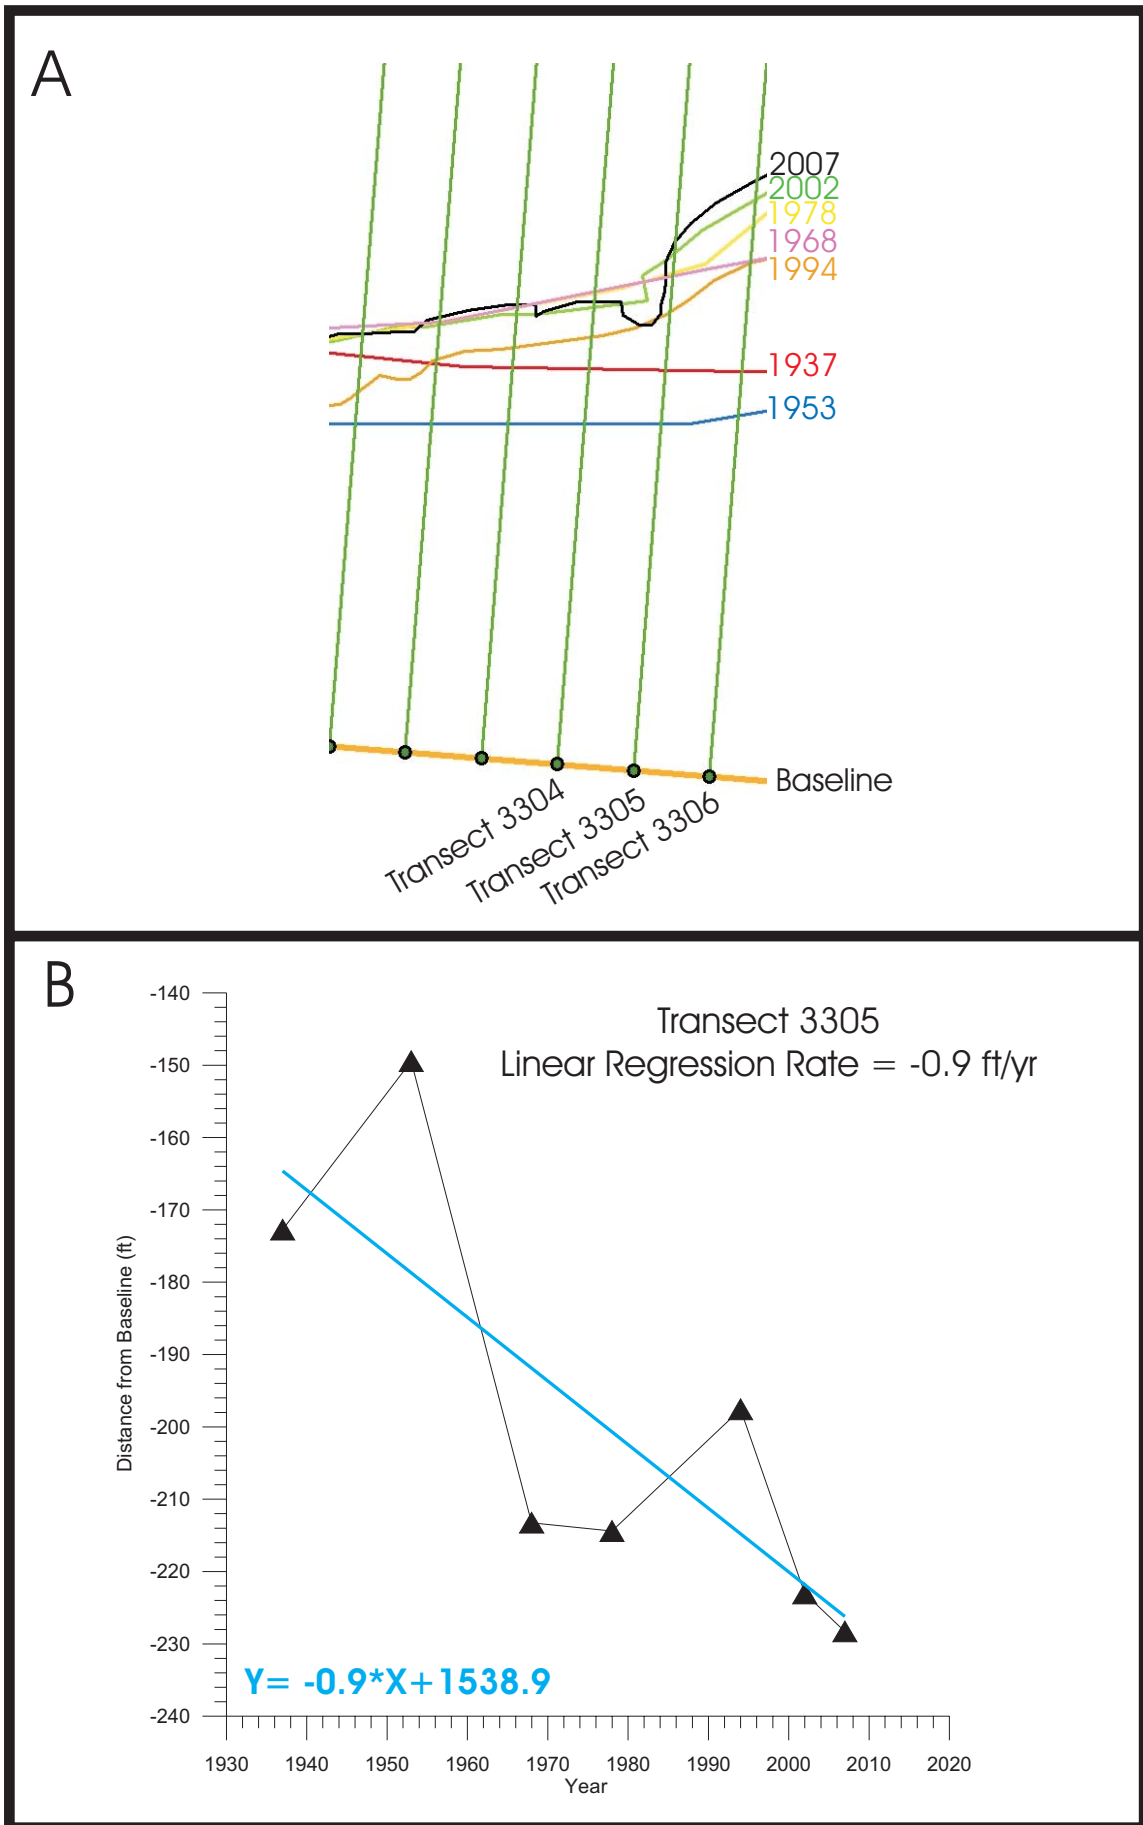 A
2007
2002
1978
1968
1994
1937
1953
Baseline
Transect 3304
Transect 3305
Transect 3306
B
Transect 3305
Linear Regression Rate = -0.9 ft/yr
-140
-150
-160
-170
-180
-190
-200
-210
-220
-230
-240
Distance from Baseline (ft)
Y= -0.9*X+1538.9
1930 1940 1950 1960 1970 1980 1990 2000 2010 2020
Year